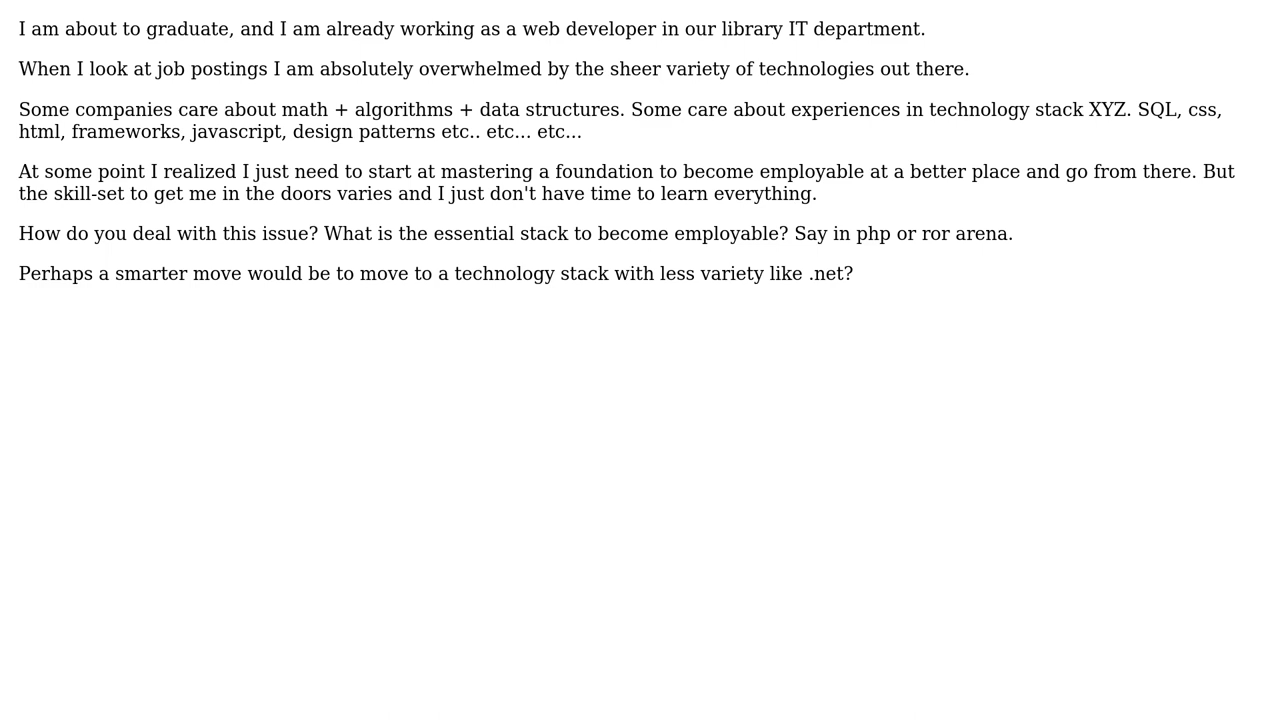 I am about to graduate, and I am already working as a web developer in our library IT department.
When I look at job postings I am absolutely overwhelmed by the sheer variety of technologies out there.
Some companies care about math + algorithms + data structures. Some care about experiences in technology stack XYZ. SQL, css,
html, frameworks, javascript, design patterns etc.. etc... etc...
At some point I realized I just need to start at mastering a foundation to become employable at a better place and go from there. But
the skill-set to get me in the doors varies and I just don't have time to learn everything.
How do you deal with this issue? What is the essential stack to become employable? Say in php or ror arena.
Perhaps a smarter move would be to move to a technology stack with less variety like .net?